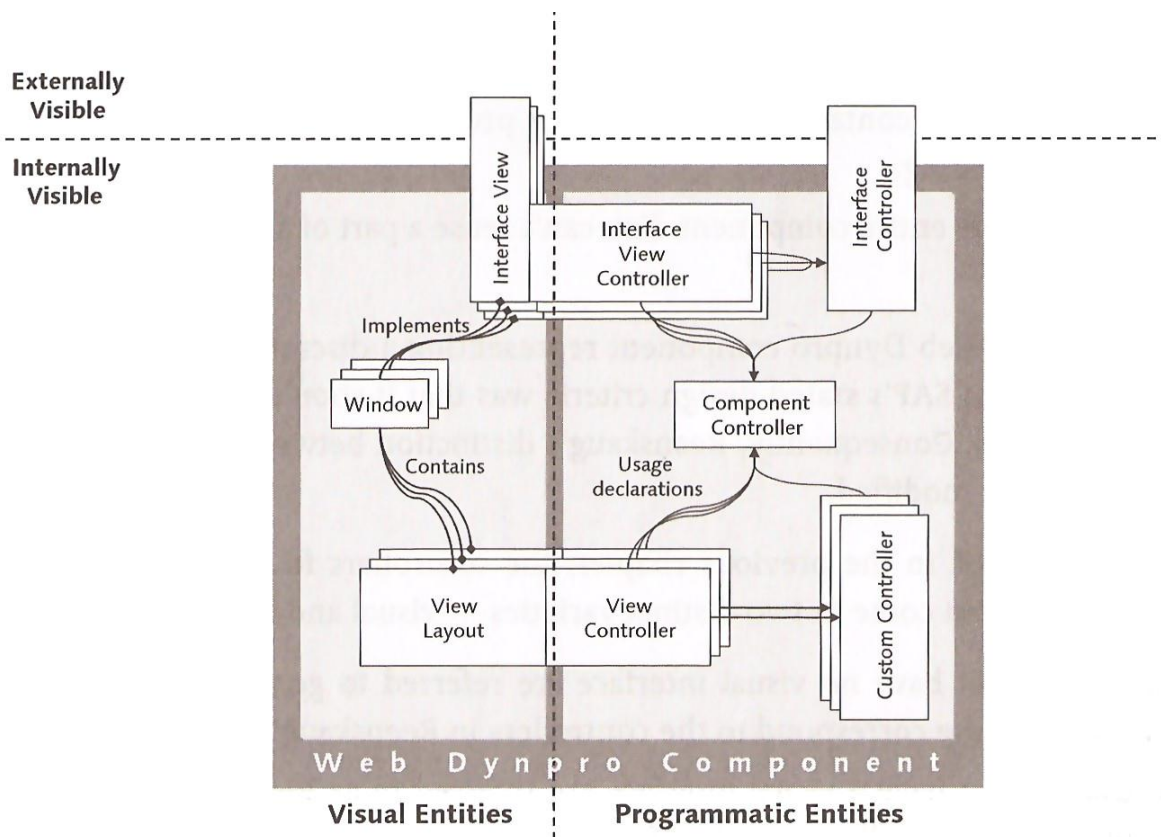 Externally
Visible
Internally
Visible
Interface View
Interface
View
Controller
Interface
Controller
Implements
Window
Component
Controller
Contains
Usage
declarations
View
Layout
View
Controller
Custom Controller
Web Dynpro Component
Visual Entities
Programmatic Entities